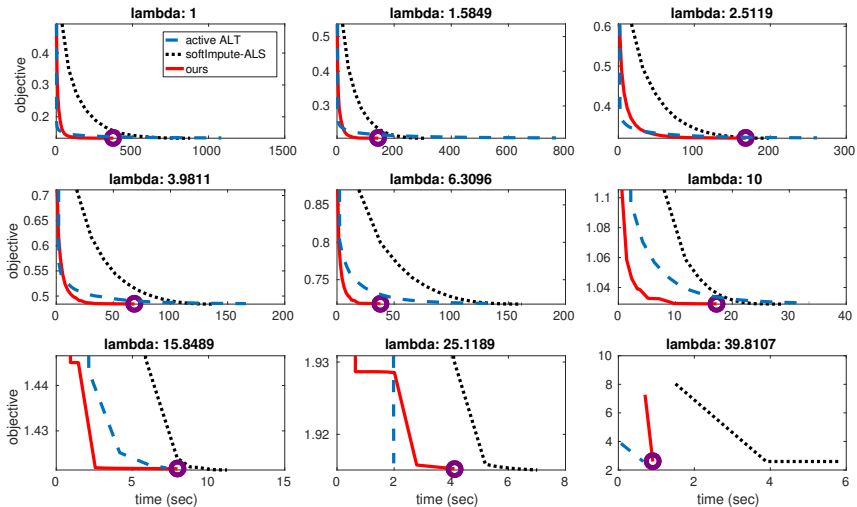 lambda: 1
lambda: 1.5849
lambda: 2.5119
active ALT
softImpute-ALS
ours
objective
0.4
0.3
0.2
0 500 1000 1500
0.5
0.4
0.3
0 200 400 600 800
0.6
0.4
0 100 200 300
lambda: 3.9811
lambda: 6.3096
lambda: 10
objective
0.7
0.65
0.6
0.55
0.5
0 50 100 150 200
0.85
0.8
0.75
0 50 100 150 200
1.1
1.08
1.06
1.04
0 10 20 30 40
lambda: 15.8489
lambda: 25.1189
lambda: 39.8107
objective
1.44
1.43
0 5 10 15
time (sec)
1.93
1.92
0 2 4 6 8
time (sec)
10
8
6
4
2
0 2 4 6
time (sec)